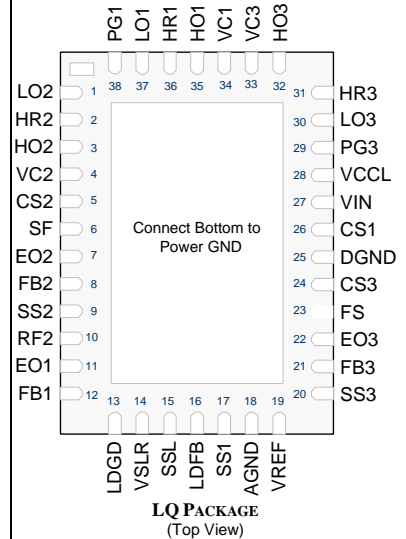 PG1 LO1 HR1 HO1 VC1 VC3 HO3
38 37 36 35 34 33 32
LO2 1
HR2 2
HO2 3
VC2 4
CS2 5
SF 6
EO2 7
FB2 8
SS2 9
RF2 10
EO1 11
FB1 12
Connect Bottom to
Power GND
31 HR3
30 LO3
29 PG3
28 VCCL
27 VIN
26 CS1
25 DGND
24 CS3
23 FS
22 EO3
21 FB3
20 SS3
13 14 15 16 17 18 19
LDGD VSLR SSL LDFB SS1 AGND VREF
LQ PACKAGE
(Top View)